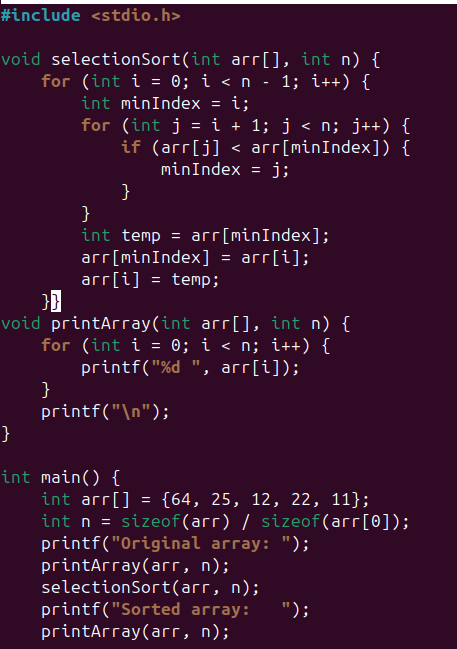 #include <stdio.h>

void selectionSort(int arr[], int n) {
    for (int i = 0; i < n - 1; i++) {
        int minIndex = i;
        for (int j = i + 1; j < n; j++) {
            if (arr[j] < arr[minIndex]) {
                minIndex = j;
            }
        }
        int temp = arr[minIndex];
        arr[minIndex] = arr[i];
        arr[i] = temp;
    }}
void printArray(int arr[], int n) {
    for (int i = 0; i < n; i++) {
        printf("%d ", arr[i]);
    }
    printf("\n");
}

int main() {
    int arr[] = {64, 25, 12, 22, 11};
    int n = sizeof(arr) / sizeof(arr[0]);
    printf("Original array: ");
    printArray(arr, n);
    selectionSort(arr, n);
    printf("Sorted array:   ");
    printArray(arr, n);